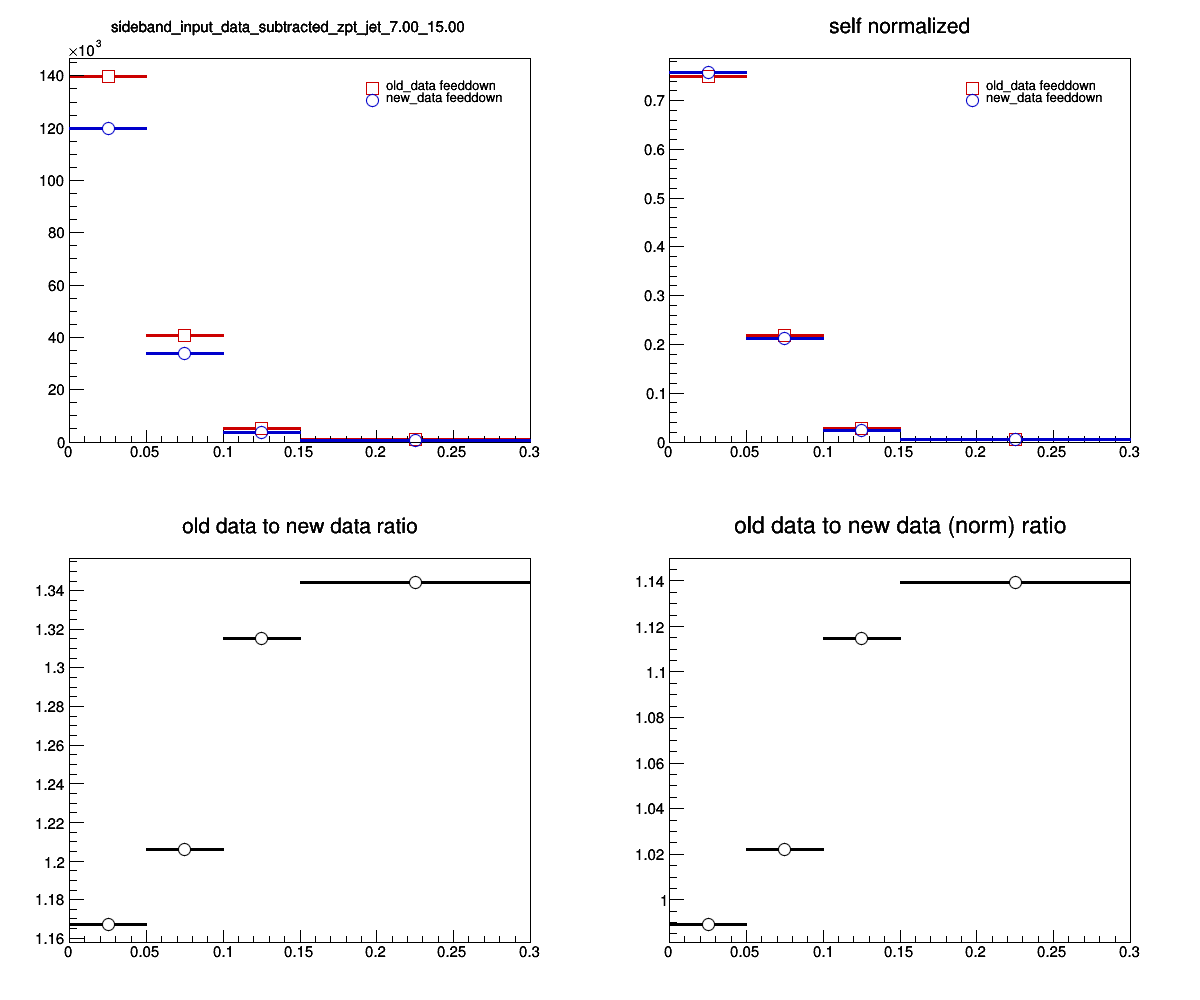 sideband_input_data_subtracted_zpt_jet_7.00_15.00
×10³
140
120
100
80
60
40
20
0
0 0.05 0.1 0.15 0.2 0.25 0.3
old_data feeddown
new_data feeddown
self normalized
0.7
0.6
0.5
0.4
0.3
0.2
0.1
0
0 0.05 0.1 0.15 0.2 0.25 0.3
old_data feeddown
new_data feeddown
old data to new data ratio
1.34
1.32
1.3
1.28
1.26
1.24
1.22
1.2
1.18
1.16
0 0.05 0.1 0.15 0.2 0.25 0.3
old data to new data (norm) ratio
1.14
1.12
1.1
1.08
1.06
1.04
1.02
1
0 0.05 0.1 0.15 0.2 0.25 0.3